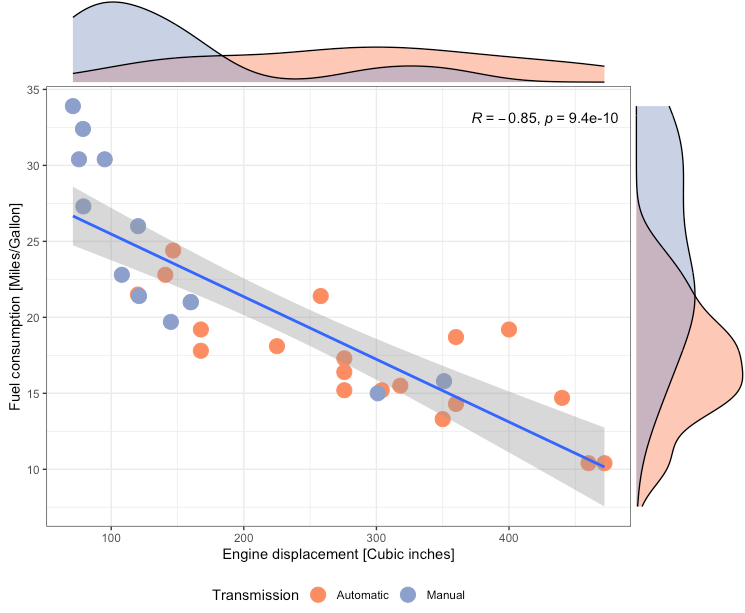 R = −0.85, p = 9.4e-10
35
30
25
20
15
10
Fuel consumption [Miles/Gallon]
100 200 300 400
Engine displacement [Cubic inches]
Transmission Automatic Manual